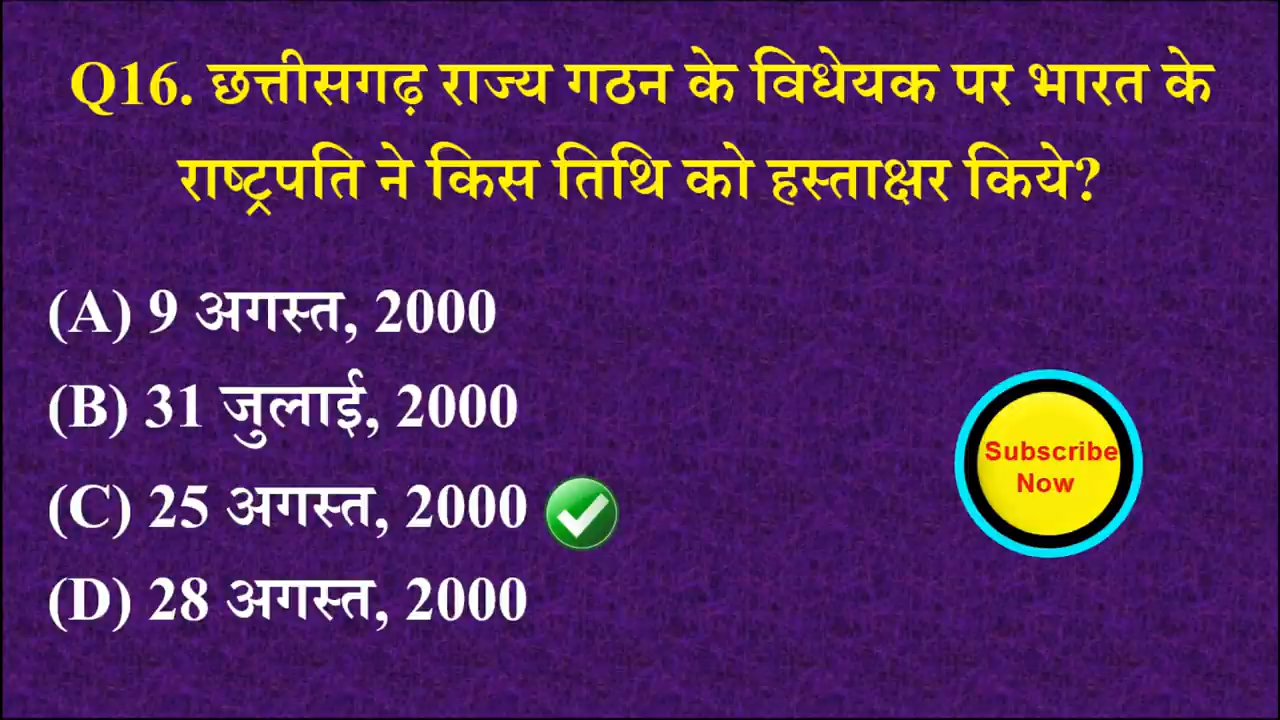 Q16. छत्तीसगढ़ राज्य गठन के विधेयक पर भारत के
राष्ट्रपति ने किस तिथि को हस्ताक्षर किये?
(A) 9 अगस्त, 2000
(B) 31 जुलाई, 2000
(C) 25 अगस्त, 2000
(D) 28 अगस्त, 2000
Subscribe
Now